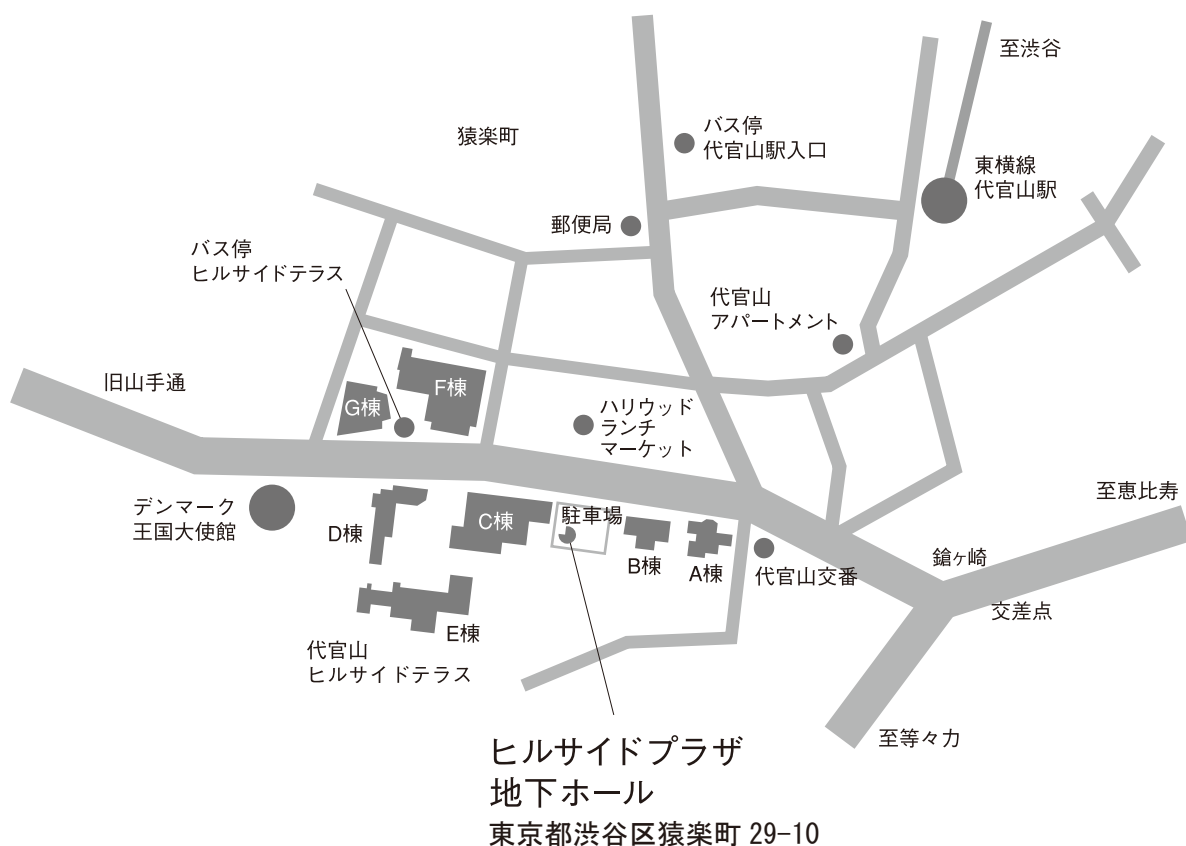 至渋谷
バス停
代官山駅入口
猿楽町
東横線
代官山駅
郵便局
バス停
ヒルサイドテラス
代官山
アパートメント
旧山手通
F棟
G棟
ハリウッド
ランチ
マーケット
デンマーク
王国大使館
D棟
C棟
駐車場
B棟
A棟
代官山交番
至恵比寿
鎗ヶ崎
交差点
E棟
代官山
ヒルサイドテラス
至等々力
ヒルサイドプラザ
地下ホール
東京都渋谷区猿楽町 29-10